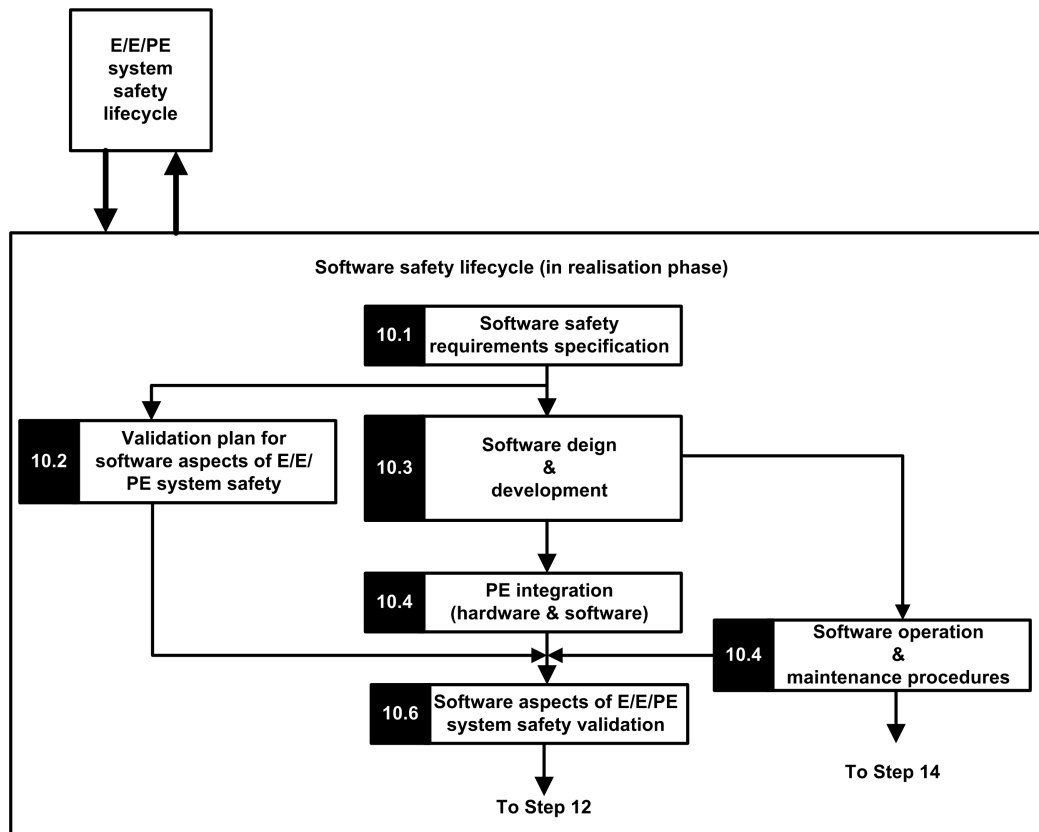 E/E/PE
system
safety
lifecycle
Software safety lifecycle (in realisation phase)
10.1
Software safety
requirements specification
10.2
Validation plan for
software aspects of E/E/
PE system safety
10.3
Software deign
&
development
10.4
PE integration
(hardware & software)
10.4
Software operation
&
maintenance procedures
10.6
Software aspects of E/E/PE
system safety validation
To Step 14
To Step 12